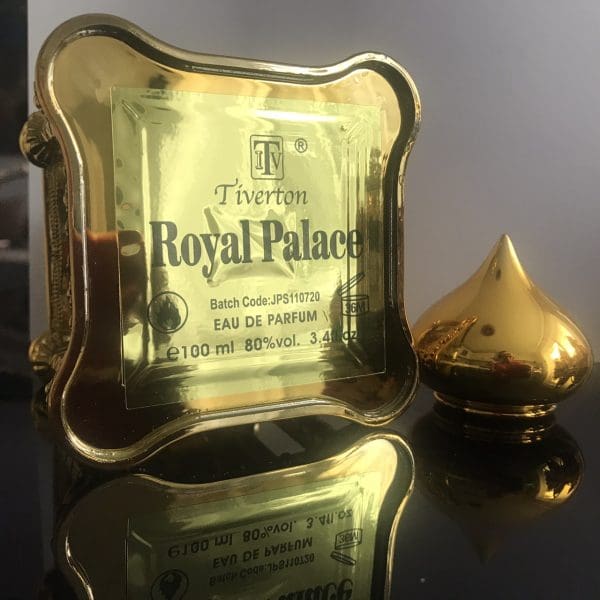 ITV ®
Tiverton
Royal Palace
Batch Code:JPS110720
EAU DE PARFUM
36M
e100 ml 80%vol. 3.4fl.oz